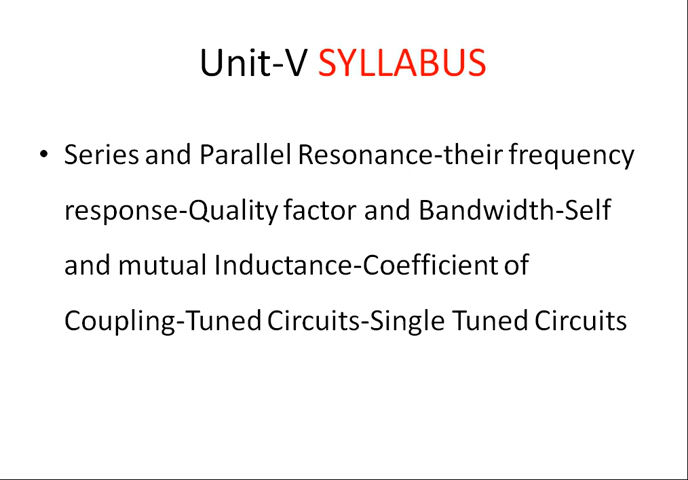 Unit-V SYLLABUS
• Series and Parallel Resonance-their frequency
response-Quality factor and Bandwidth-Self
and mutual Inductance-Coefficient of
Coupling-Tuned Circuits-Single Tuned Circuits